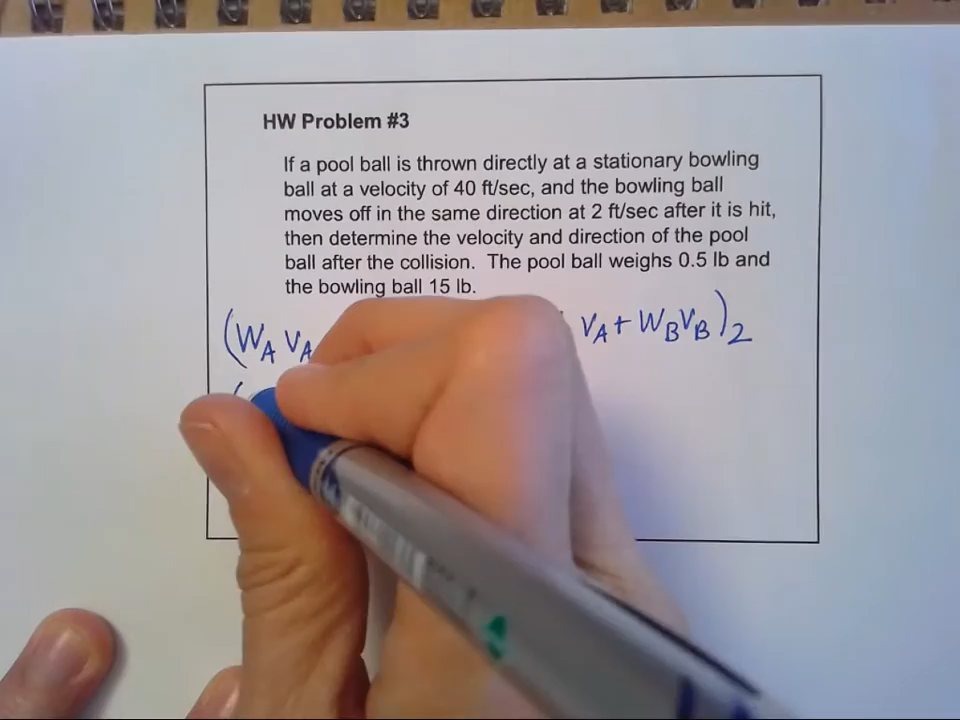 HW Problem #3
If a pool ball is thrown directly at a stationary bowling
ball at a velocity of 40 ft/sec, and the bowling ball
moves off in the same direction at 2 ft/sec after it is hit,
then determine the velocity and direction of the pool
ball after the collision. The pool ball weighs 0.5 lb and
the bowling ball 15 lb.
(W_A V_A V_A + W_B V_B)_2
(